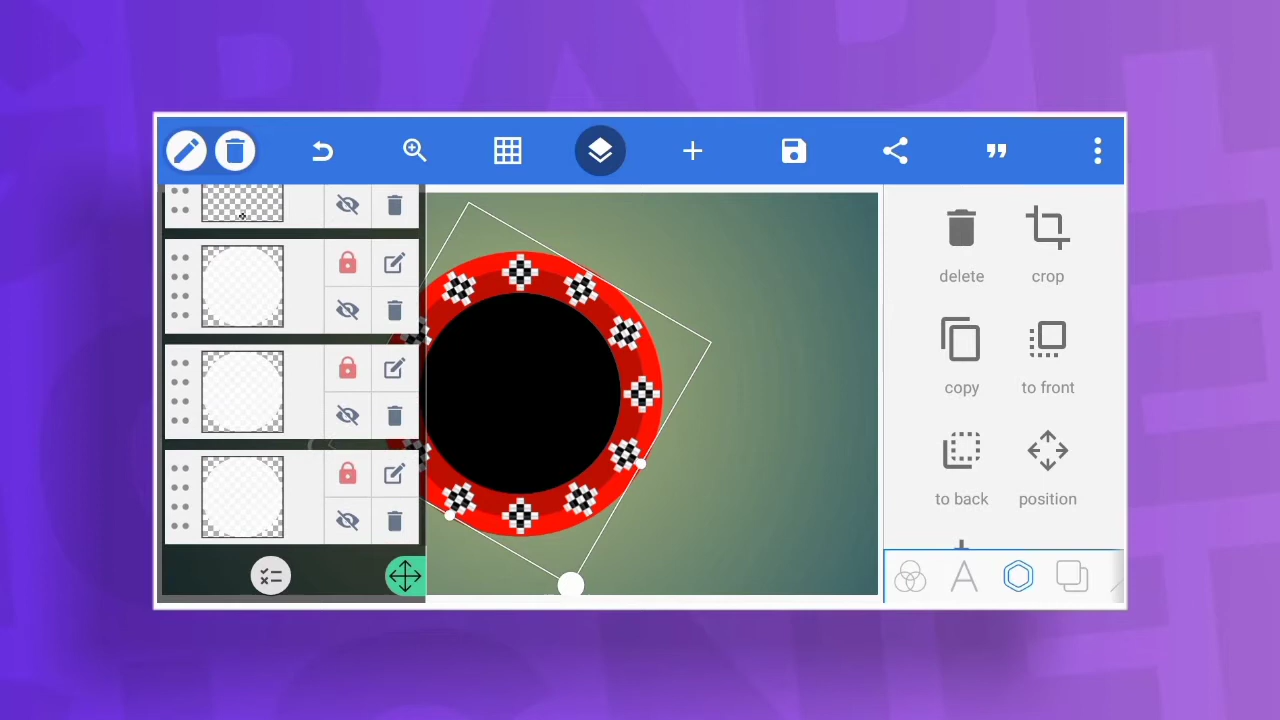 delete
crop
copy
to front
to back
position